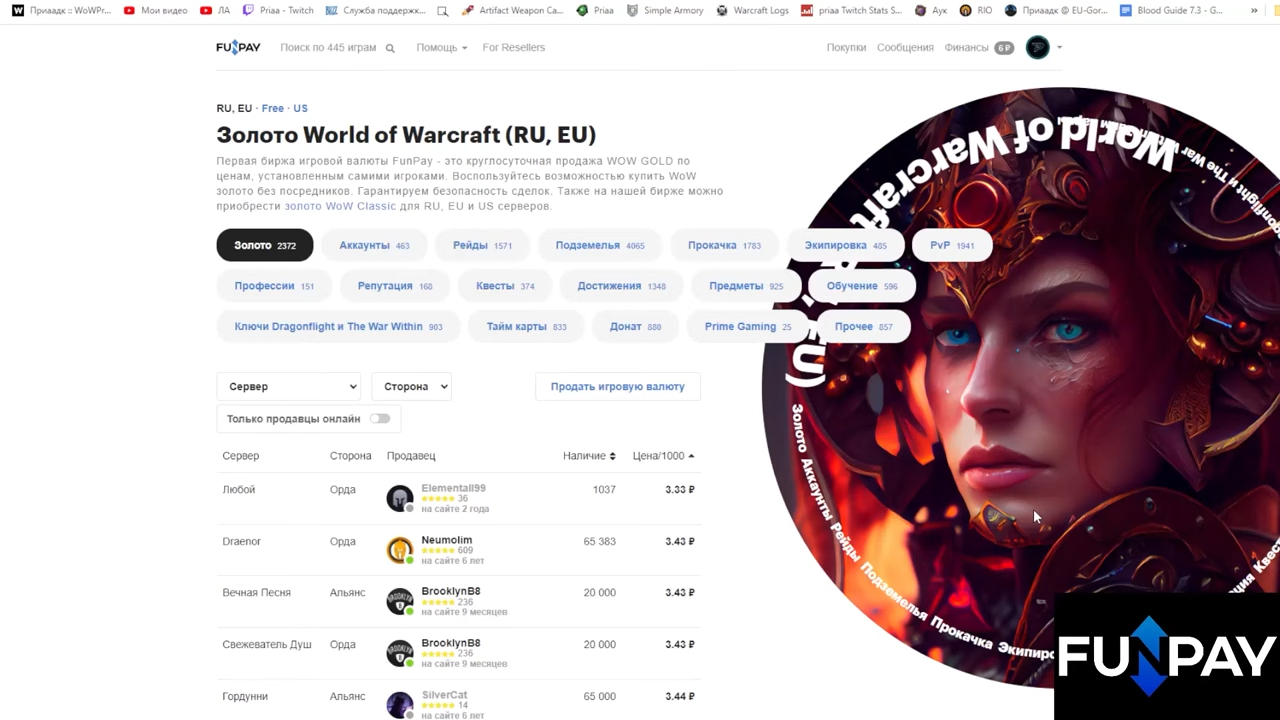 Приаадк :: WoWPr...
Мои видео
ЛА
Priaa - Twitch
Служба поддержк...
Artifact Weapon Ca...
Priaa
Simple Armory
Warcraft Logs
priaa Twitch Stats S...
Аук
RIO
Приаадк @ EU-Gor...
Blood Guide 7.3 - G...
»
FUNPAY
Поиск по 445 играм
Помощь
For Resellers
Покупки
Сообщения
Финансы 6 ₽
RU, EU · Free · US
Золото World of Warcraft (RU, EU)
Первая биржа игровой валюты FunPay - это круглосуточная продажа WOW GOLD по
ценам, установленным самими игроками. Воспользуйтесь возможностью купить WoW
золото без посредников. Гарантируем безопасность сделок. Также на нашей бирже можно
приобрести золото WoW Classic для RU, EU и US серверов.
Золото 2372
Аккаунты 463
Рейды 1571
Подземелья 4065
Прокачка 1783
Экипировка 485
PvP 1941
Профессии 151
Репутация 168
Квесты 374
Достижения 1348
Предметы 925
Обучение 596
Ключи Dragonflight и The War Within 903
Тайм карты 833
Донат 880
Prime Gaming 25
Прочее 857
Сервер
Сторона
Продать игровую валюту
Только продавцы онлайн
Сервер Сторона Продавец Наличие Цена/1000
Любой Орда Elementall99 1037 3.33 ₽
36
на сайте 2 года
Draenor Орда Neumolim 65 383 3.43 ₽
609
на сайте 6 лет
Вечная Песня Альянс BrooklynB8 20 000 3.43 ₽
236
на сайте 9 месяцев
Свежеватель Душ Орда BrooklynB8 20 000 3.43 ₽
236
на сайте 9 месяцев
Гордунни Альянс SilverCat 65 000 3.44 ₽
14
на сайте 6 лет
World of Warcraft
EU)
Золото Аккаунты Рейды Подземелья Прокачка Экипиро
FUNPAY